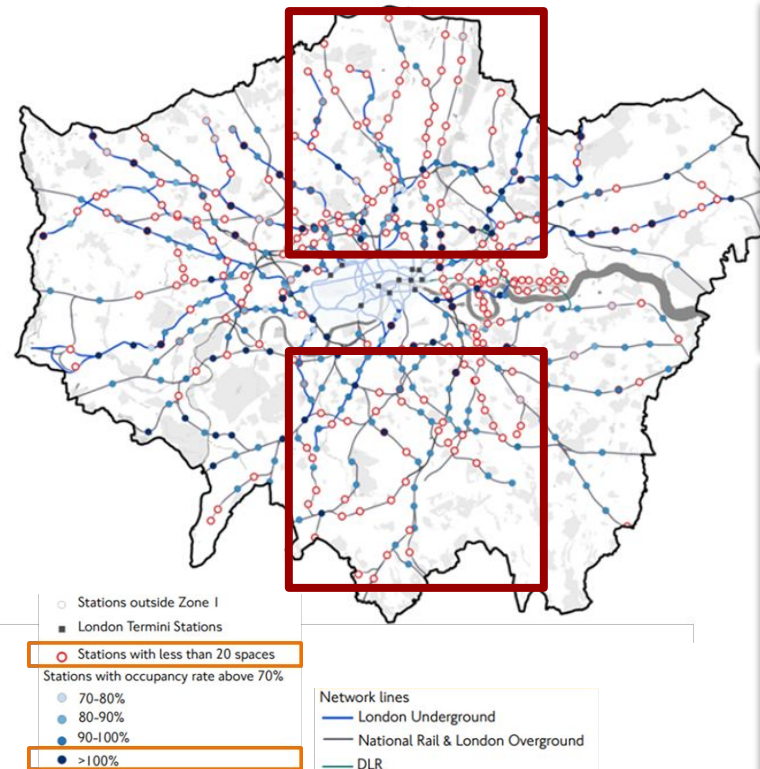 Stations outside Zone 1
London Termini Stations
Stations with less than 20 spaces
Stations with occupancy rate above 70%
70-80%
80-90%
90-100%
>100%
Network lines
London Underground
National Rail & London Overground
DLR